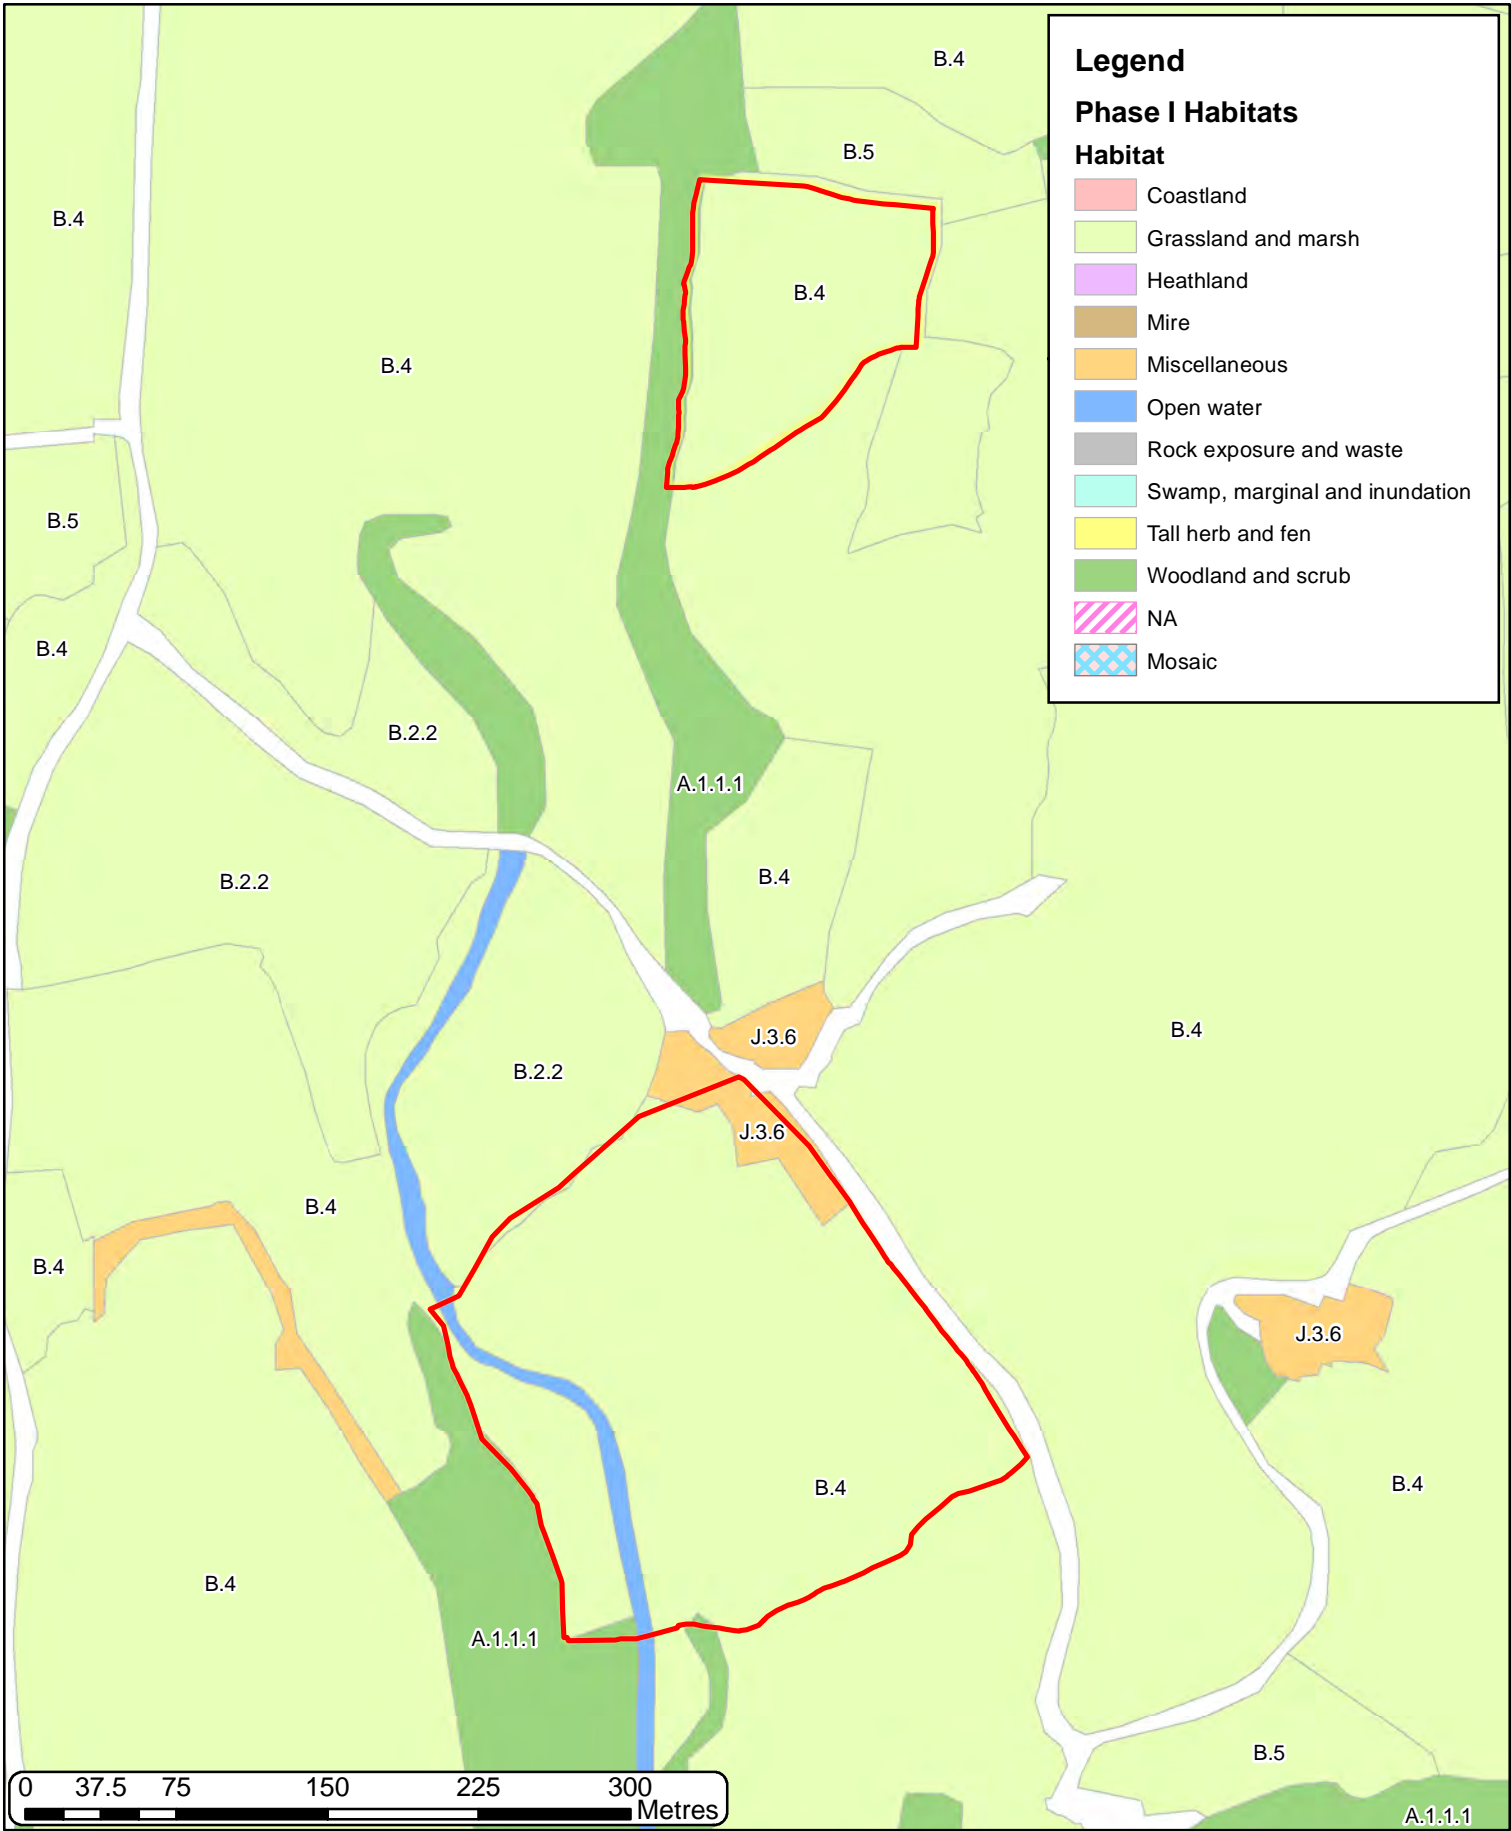 Legend
Phase I Habitats
Habitat
Coastland
Grassland and marsh
Heathland
Mire
Miscellaneous
Open water
Rock exposure and waste
Swamp, marginal and inundation
Tall herb and fen
Woodland and scrub
NA
Mosaic
B.4
B.5
B.4
B.4
B.4
B.5
B.4
B.2.2
A.1.1.1
B.4
B.2.2
B.4
J.3.6
B.2.2
J.3.6
B.4
B.4
J.3.6
B.4
B.4
B.4
A.1.1.1
B.5
A.1.1.1
0 37.5 75 150 225 300
Metres